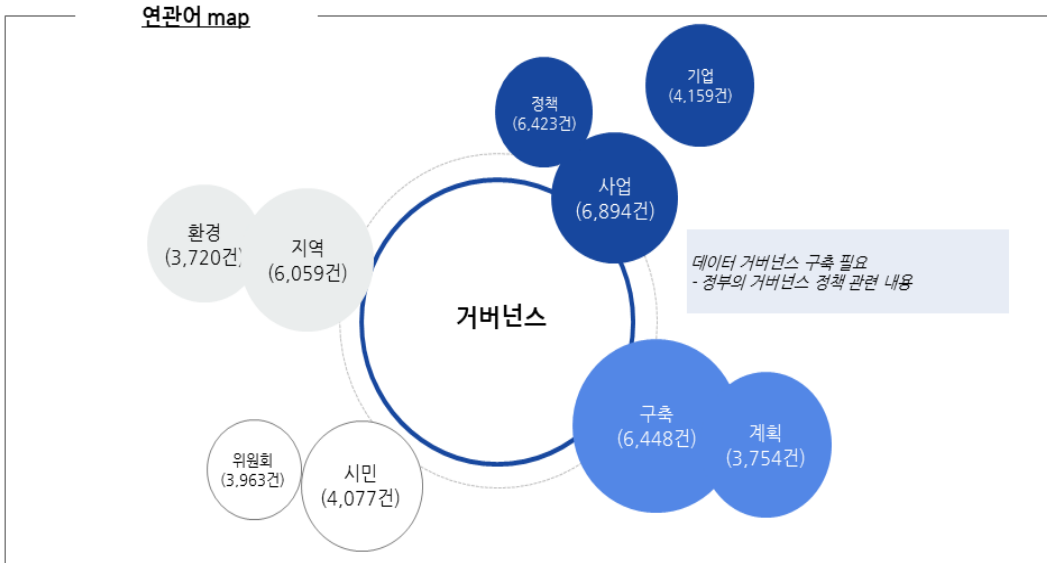 연관어 map
기업
(4,159건)
정책
(6,423건)
사업
(6,894건)
환경
(3,720건)
지역
(6,059건)
데이터 거버넌스 구축 필요
- 정부의 거버넌스 정책 관련 내용
거버넌스
구축
(6,448건)
계획
(3,754건)
위원회
(3,963건)
시민
(4,077건)